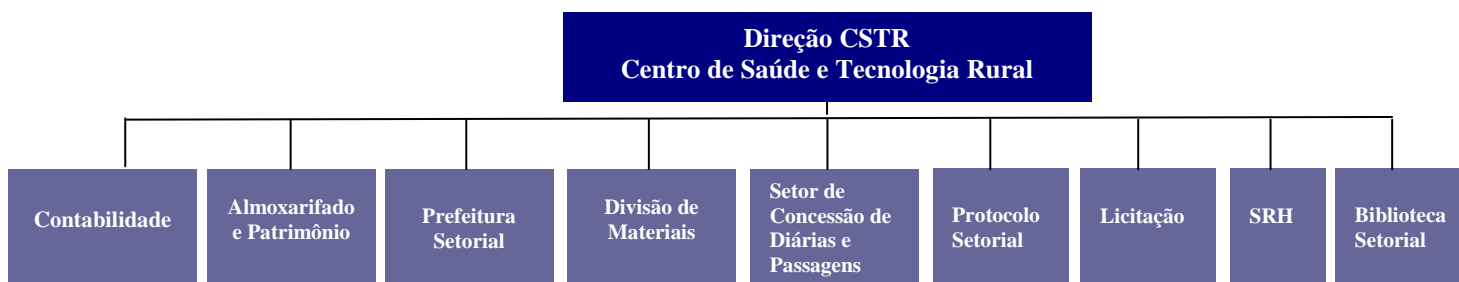 Direção CSTR
Centro de Saúde e Tecnologia Rural
Contabilidade
Almoxarifado
e Patrimônio
Prefeitura
Setorial
Divisão de
Materiais
Setor de
Concessão de
Diárias e
Passagens
Protocolo
Setorial
Licitação
SRH
Biblioteca
Setorial